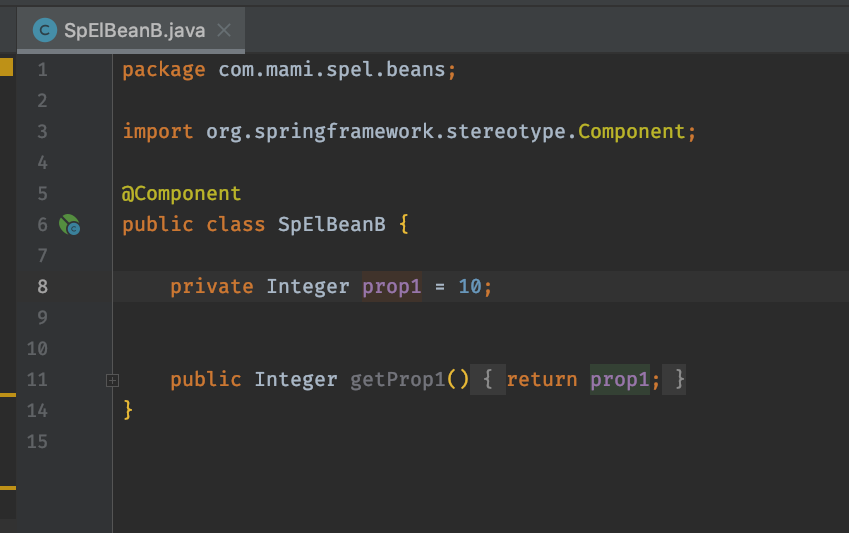 C SpElBeanB.java ×
1 package com.mami.spel.beans;
2
3 import org.springframework.stereotype.Component;
4
5 @Component
6 public class SpElBeanB {
7
8 private Integer prop1 = 10;
9
10
11 public Integer getProp1() { return prop1; }
14 }
15